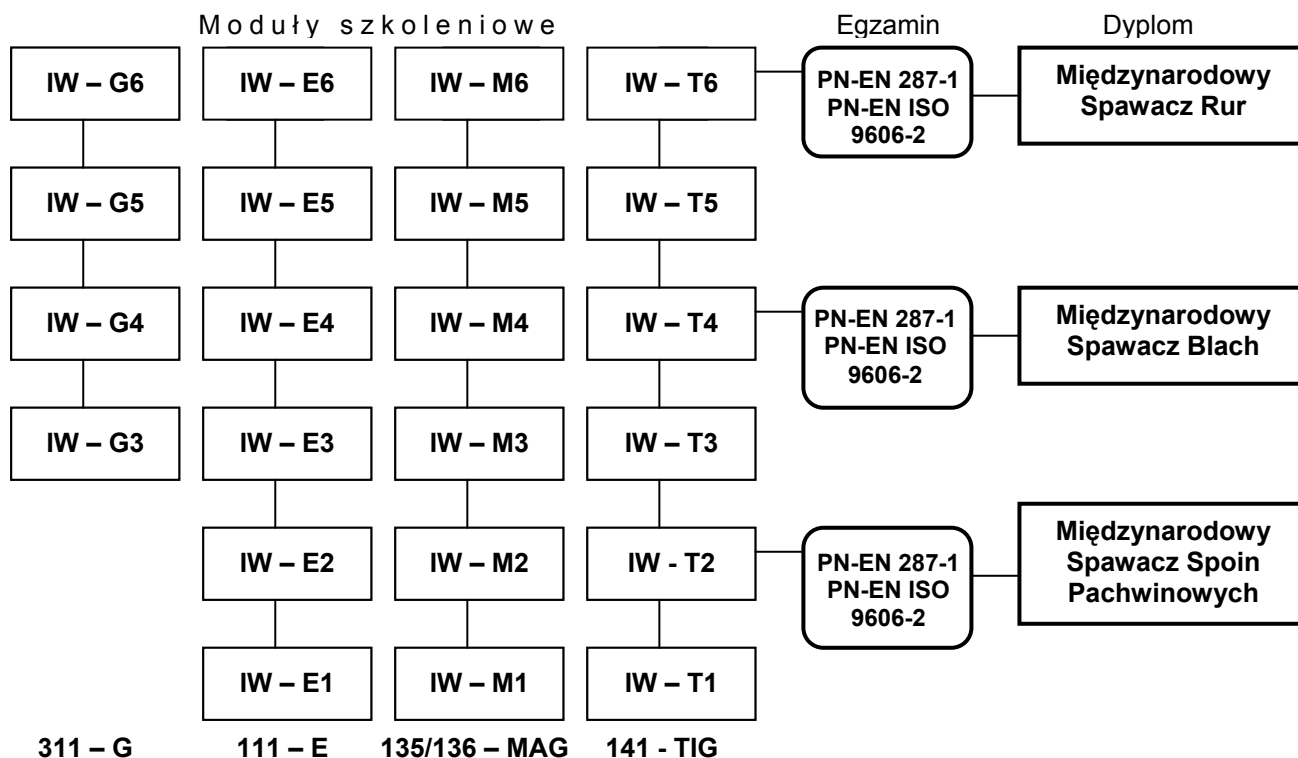 Moduły szkoleniowe Egzamin Dyplom
IW – G6 IW – E6 IW – M6 IW – T6
PN-EN 287-1
PN-EN ISO
9606-2
Międzynarodowy
Spawacz Rur
IW – G5 IW – E5 IW – M5 IW – T5
IW – G4 IW – E4 IW – M4 IW – T4
PN-EN 287-1
PN-EN ISO
9606-2
Międzynarodowy
Spawacz Blach
IW – G3 IW – E3 IW – M3 IW – T3
IW – E2 IW – M2 IW - T2
PN-EN 287-1
PN-EN ISO
9606-2
Międzynarodowy
Spawacz Spoin
Pachwinowych
IW – E1 IW – M1 IW – T1
311 – G 111 – E 135/136 – MAG 141 - TIG